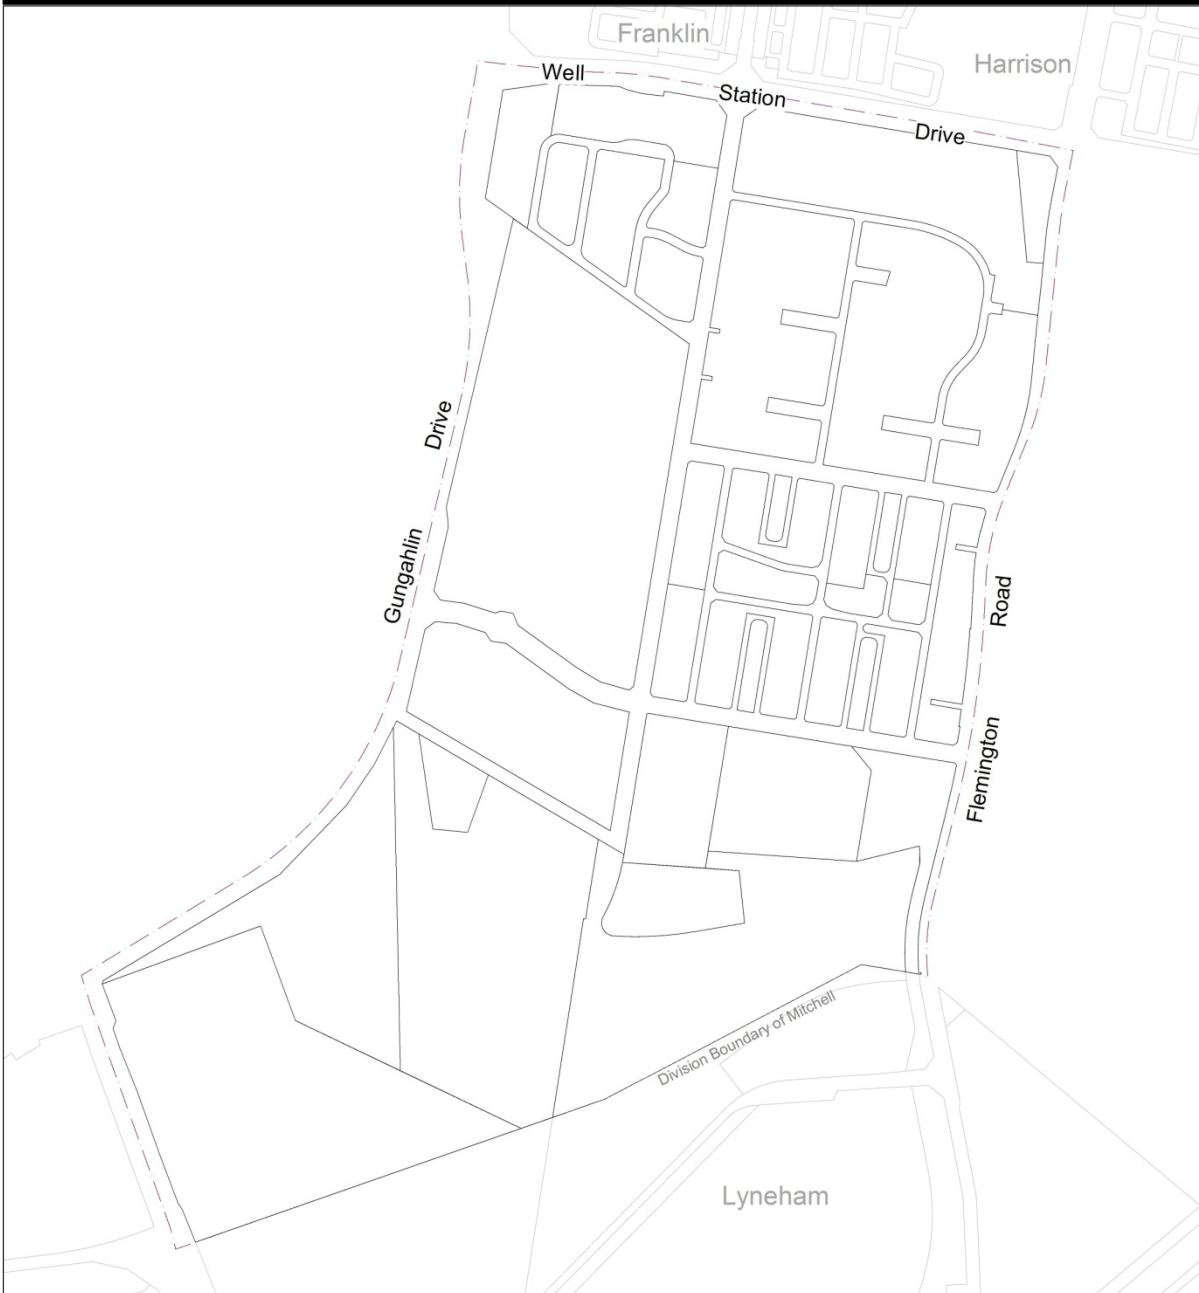 Franklin
Harrison
Well
Station
Drive
Drive
Gungahlin
Road
Flemington
Division Boundary of Mitchell
Lyneham